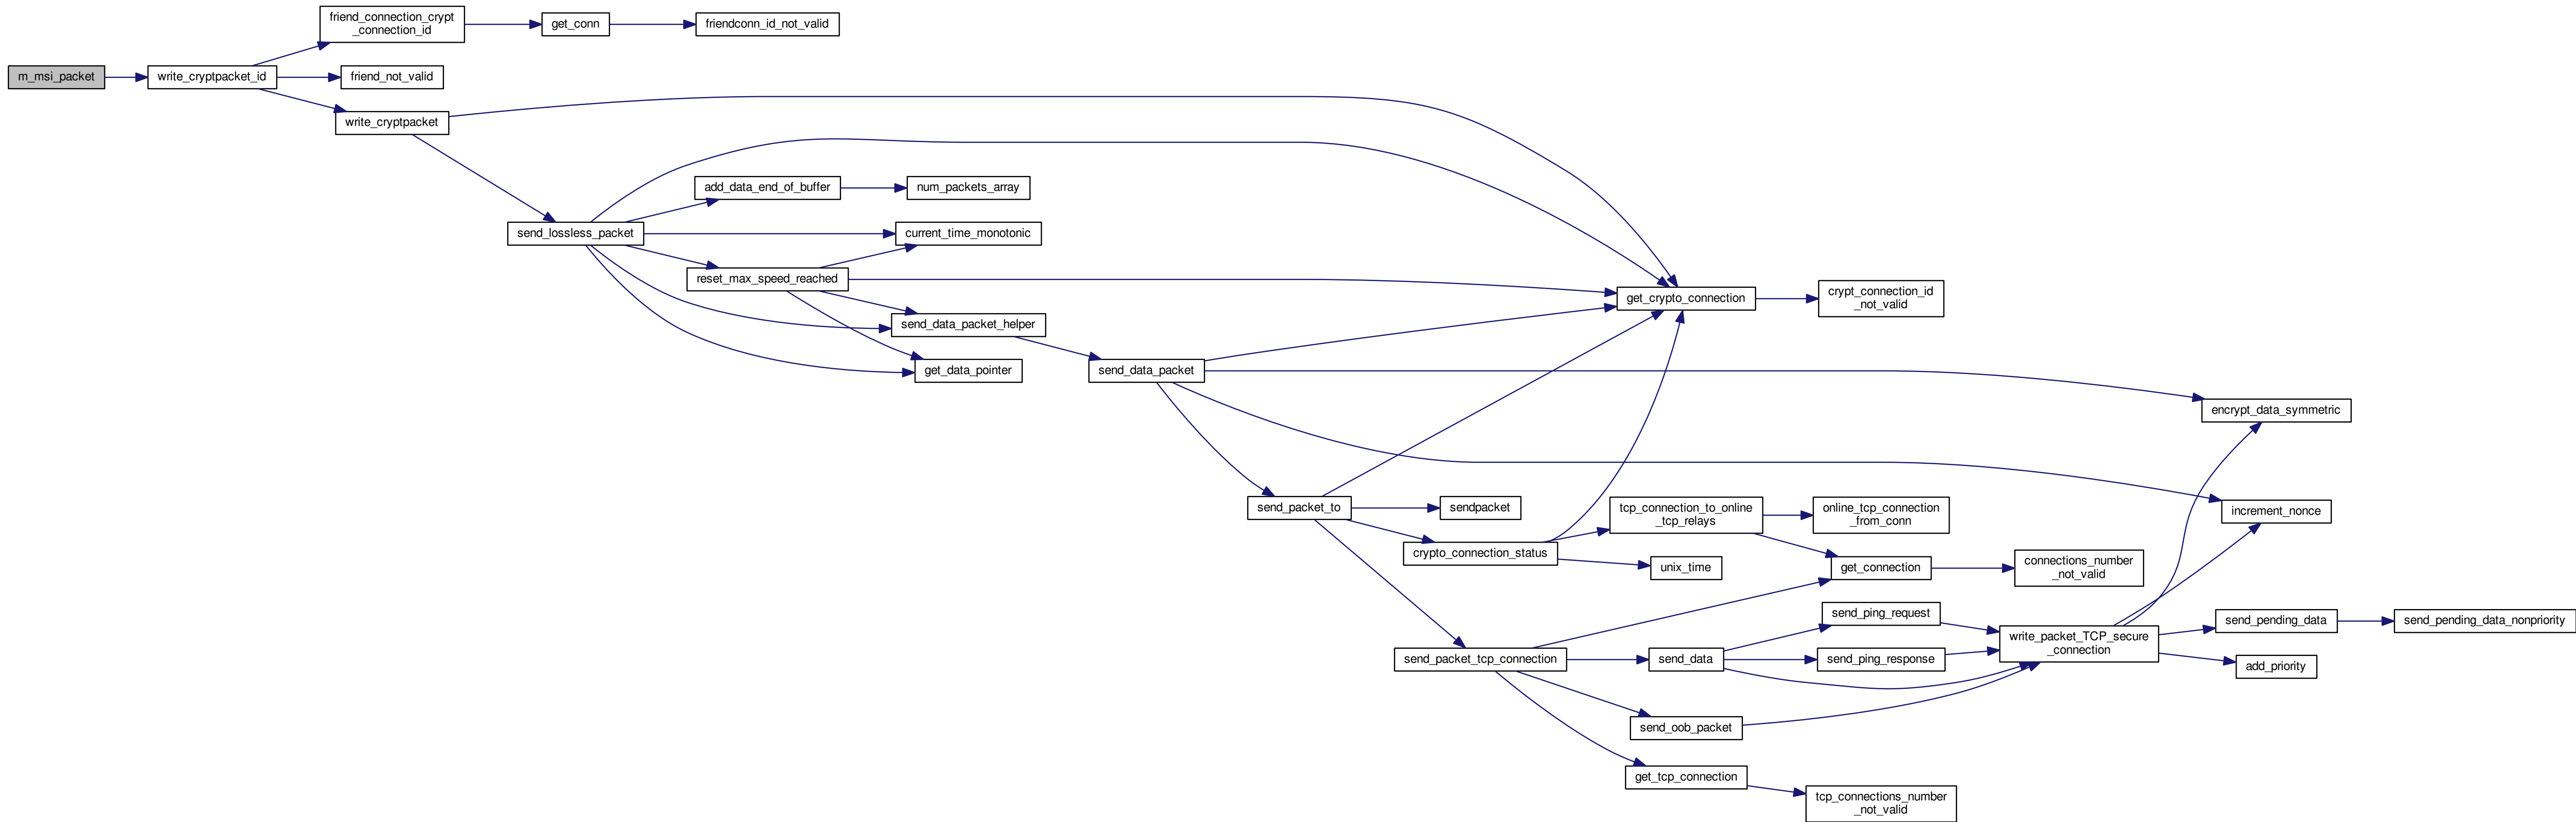 friend_connection_crypt
_connection_id
get_conn
friendconn_id_not_valid
m_msi_packet
write_cryptpacket_id
friend_not_valid
write_cryptpacket
add_data_end_of_buffer
num_packets_array
send_lossless_packet
current_time_monotonic
reset_max_speed_reached
get_crypto_connection
crypt_connection_id
_not_valid
send_data_packet_helper
get_data_pointer
send_data_packet
encrypt_data_symmetric
send_packet_to
sendpacket
tcp_connection_to_online
_tcp_relays
online_tcp_connection
_from_conn
increment_nonce
crypto_connection_status
unix_time
get_connection
connections_number
_not_valid
send_ping_request
write_packet_TCP_secure
_connection
send_pending_data
send_pending_data_nonpriority
send_packet_tcp_connection
send_data
send_ping_response
add_priority
send_oob_packet
get_tcp_connection
tcp_connections_number
_not_valid